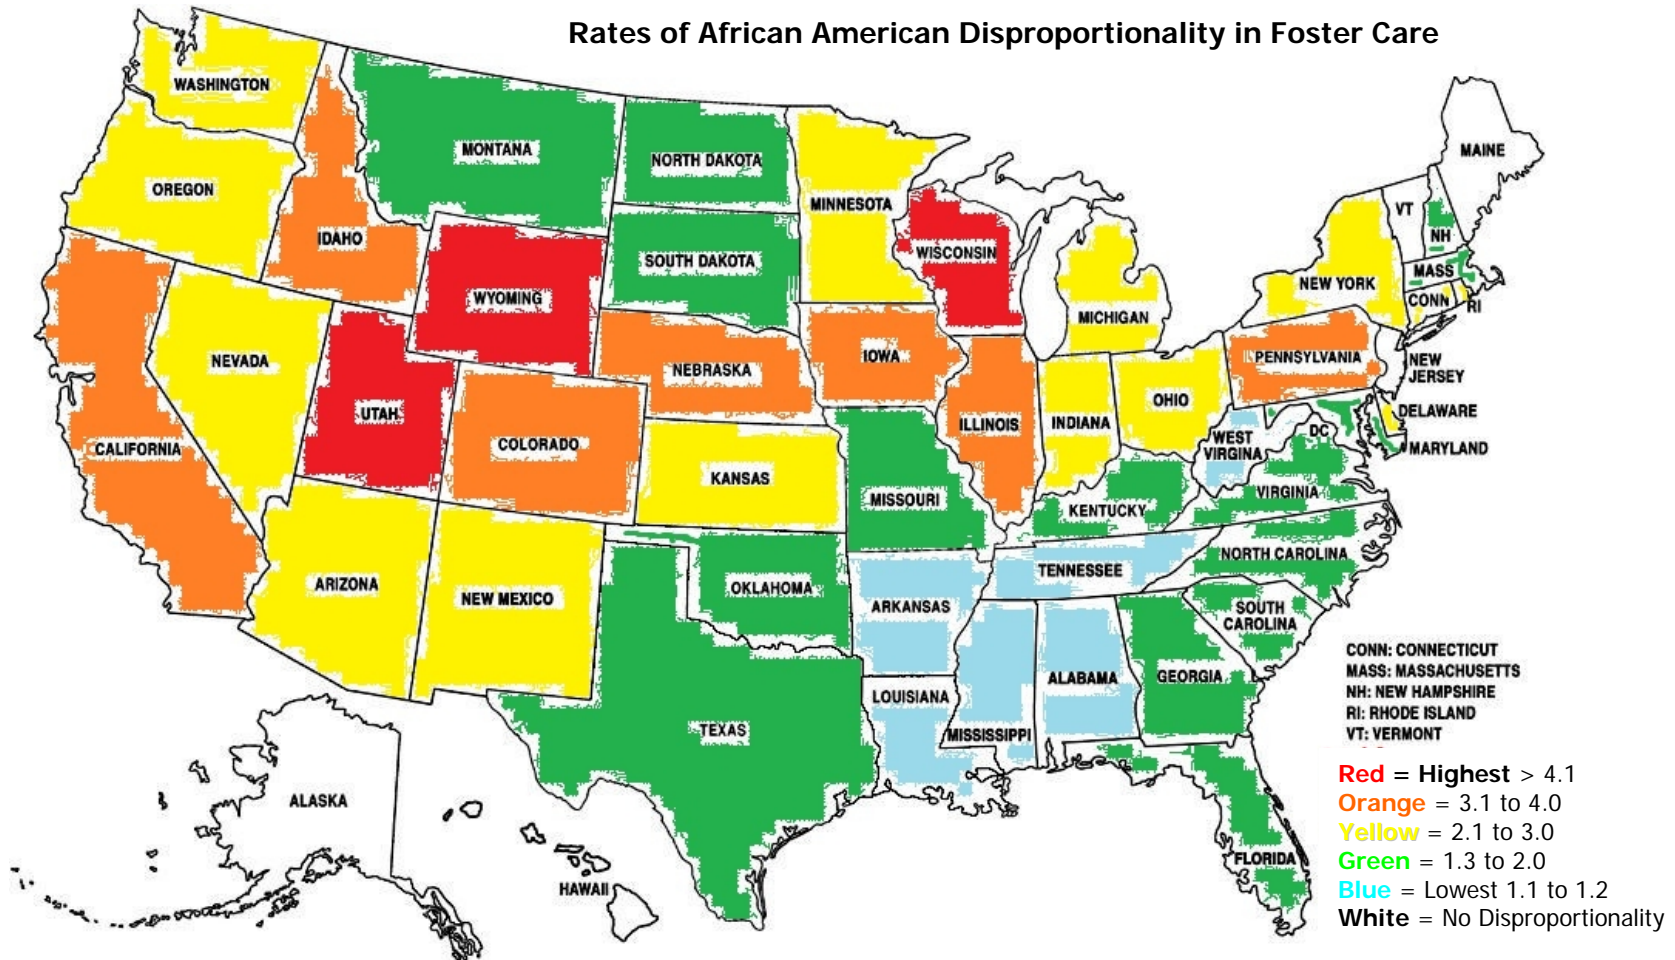 Rates of African American Disproportionality in Foster Care
WASHINGTON
MONTANA
NORTH DAKOTA
MAINE
OREGON
MINNESOTA
VT
IDAHO
NH
WISCONSIN
SOUTH DAKOTA
MASS
NEW YORK
WYOMING
CONN
RI
MICHIGAN
NEVADA
NEBRASKA
IOWA
PENNSYLVANIA
NEW
JERSEY
UTAH
OHIO
DELAWARE
CALIFORNIA
COLORADO
ILLINOIS
INDIANA
WEST
VIRGINA
DC
MARYLAND
KANSAS
MISSOURI
KENTUCKY
VIRGINIA
ARIZONA
NEW MEXICO
OKLAHOMA
ARKANSAS
TENNESSEE
NORTH CAROLINA
SOUTH
CAROLINA
TEXAS
LOUISIANA
MISSISSIPPI
ALABAMA
GEORGIA
ALASKA
HAWAII
FLORIDA
CONN: CONNECTICUT
MASS: MASSACHUSETTS
NH: NEW HAMPSHIRE
RI: RHODE ISLAND
VT: VERMONT
Red = Highest > 4.1
Orange = 3.1 to 4.0
Yellow = 2.1 to 3.0
Green = 1.3 to 2.0
Blue = Lowest 1.1 to 1.2
White = No Disproportionality